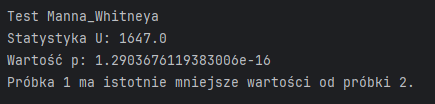 Test Manna_Whitneya
Statystyka U: 1647.0
Wartość p: 1.2903676119383006e-16
Próbka 1 ma istotnie mniejsze wartości od próbki 2.